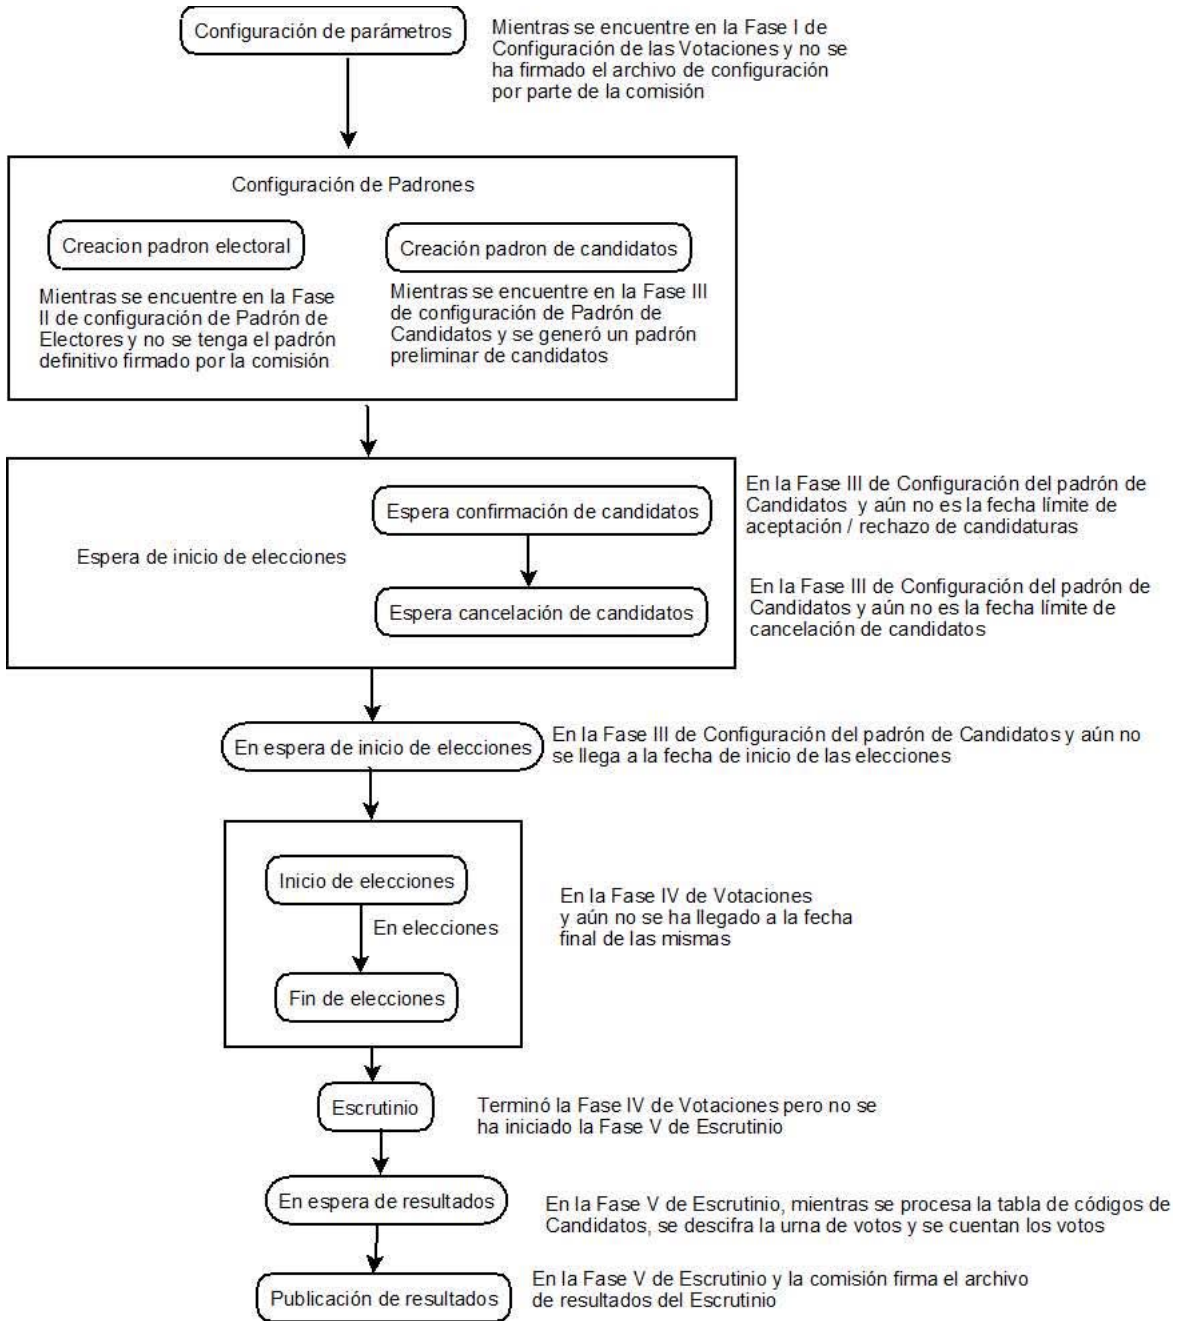 Configuración de parámetros
Mientras se encuentre en la Fase I de
Configuración de las Votaciones y no se
ha firmado el archivo de configuración
por parte de la comisión
Configuración de Padrones
Creacion padron electoral
Creación padron de candidatos
Mientras se encuentre en la Fase
II de configuración de Padrón de
Electores y no se tenga el padrón
definitivo firmado por la comisión
Mientras se encuentre en la Fase III
de configuración de Padrón de
Candidatos y se generó un padrón
preliminar de candidatos
Espera de inicio de elecciones
Espera confirmación de candidatos
En la Fase III de Configuración del padrón de
Candidatos y aún no es la fecha límite de
aceptación / rechazo de candidaturas
Espera cancelación de candidatos
En la Fase III de Configuración del padrón de
Candidatos y aún no es la fecha límite de
cancelación de candidatos
En espera de inicio de elecciones
En la Fase III de Configuración del padrón de Candidatos y aún no
se llega a la fecha de inicio de las elecciones
Inicio de elecciones
En elecciones
Fin de elecciones
En la Fase IV de Votaciones
y aún no se ha llegado a la fecha
final de las mismas
Escrutinio
Terminó la Fase IV de Votaciones pero no se
ha iniciado la Fase V de Escrutinio
En espera de resultados
En la Fase V de Escrutinio, mientras se procesa la tabla de códigos de
Candidatos, se descifra la urna de votos y se cuentan los votos
Publicación de resultados
En la Fase V de Escrutinio y la comisión firma el archivo
de resultados del Escrutinio